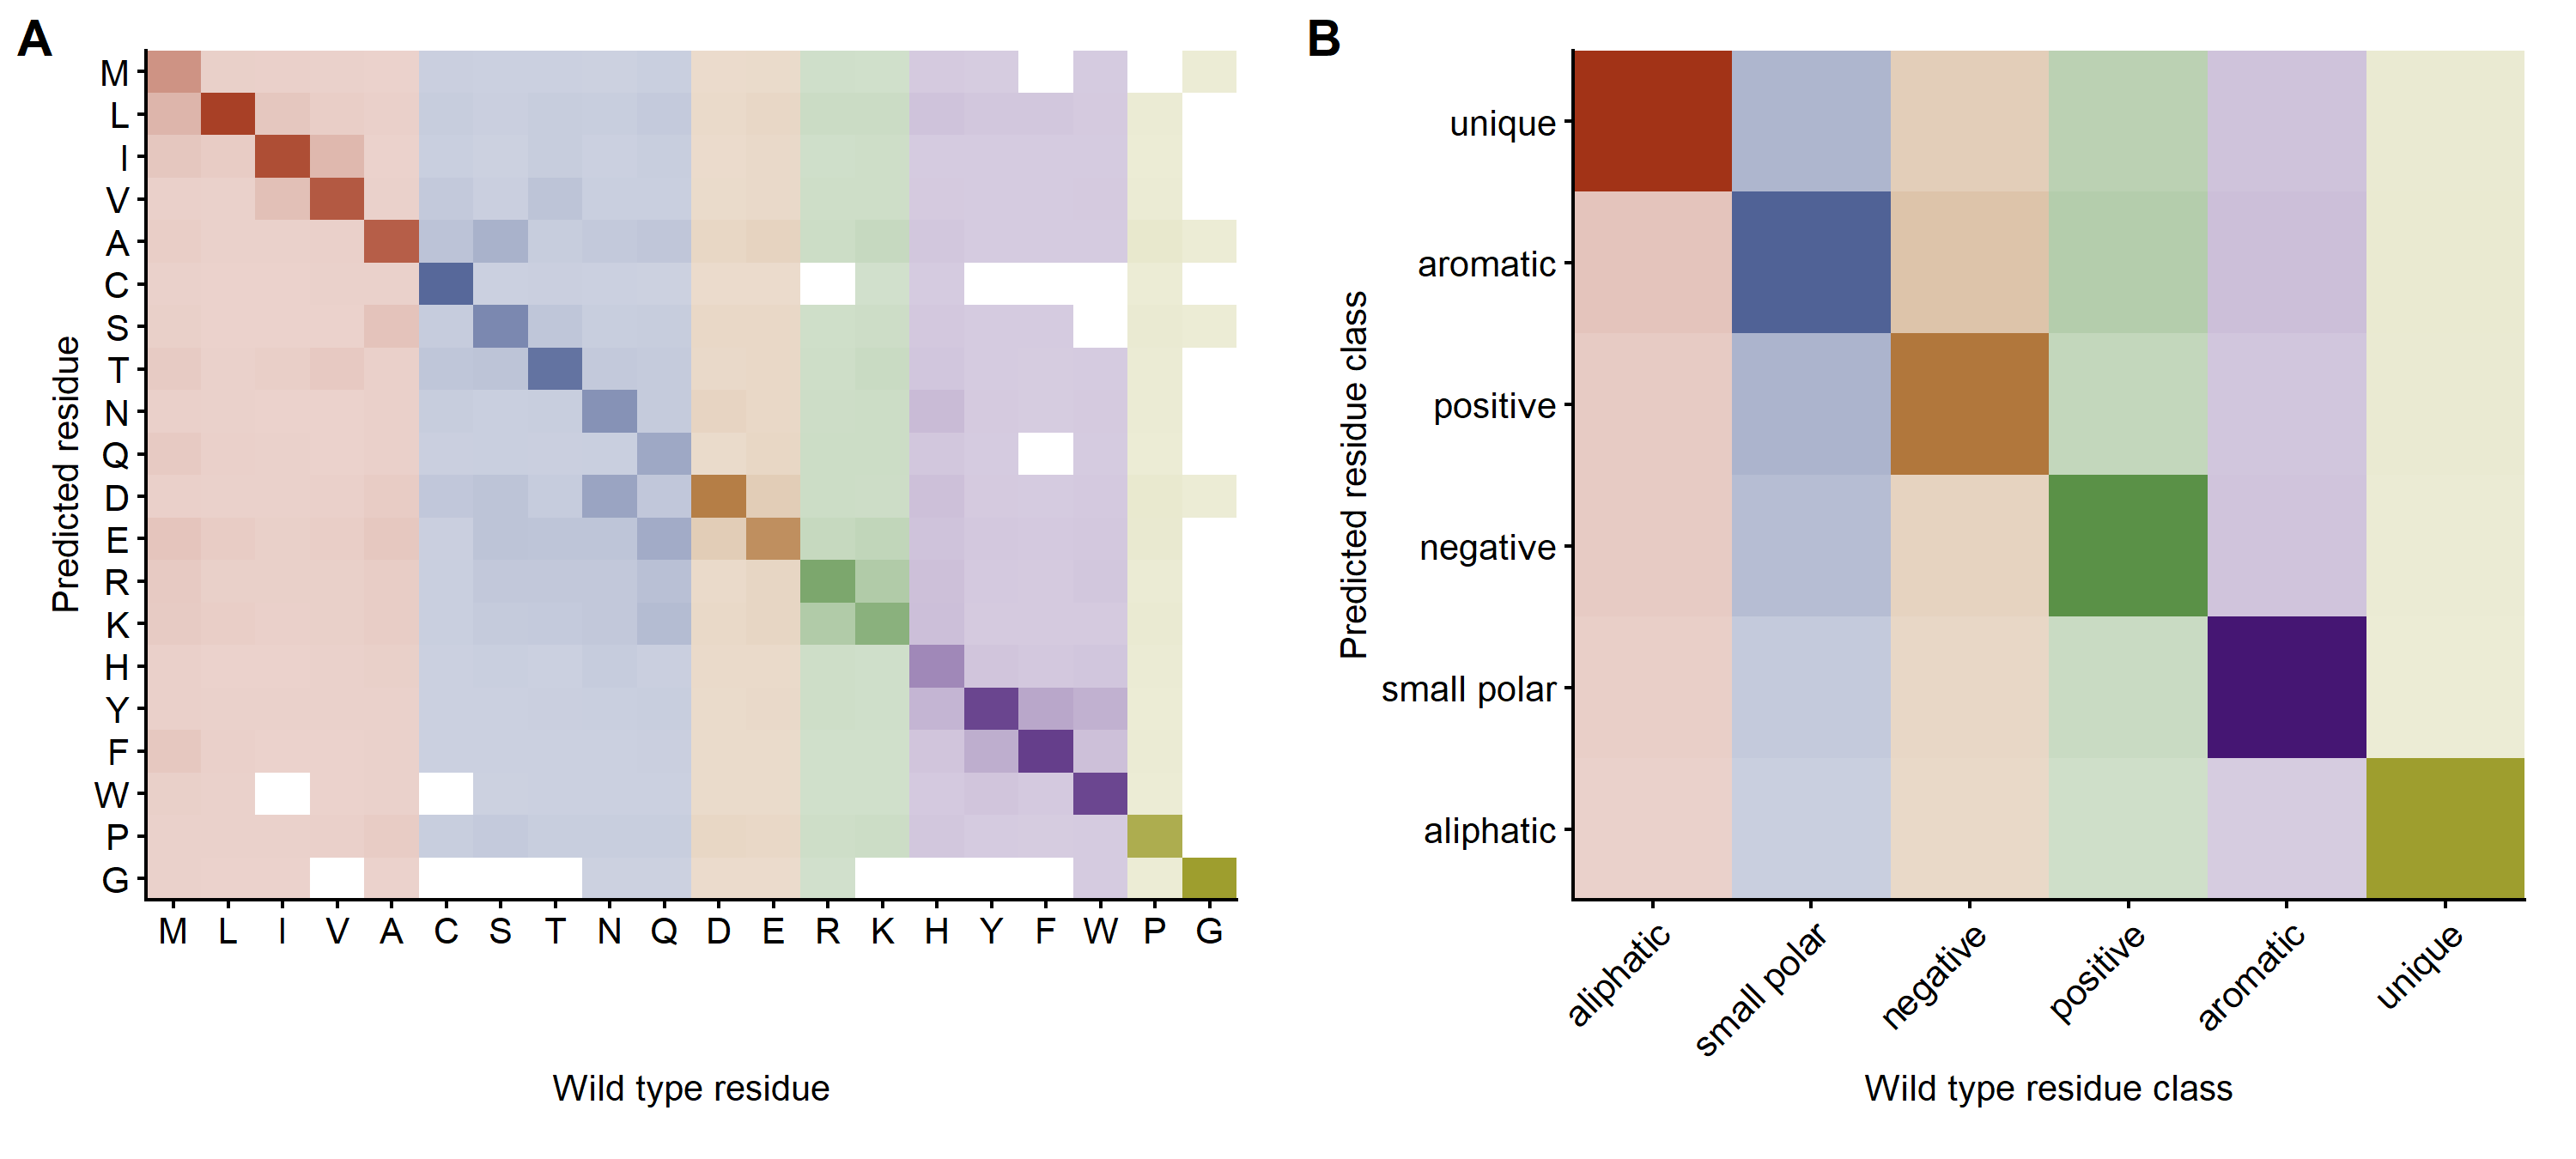 A
M
L
I
V
A
C
S
T
N
Q
D
E
R
K
H
Y
F
W
P
G
Predicted residue
M L I V A C S T N Q D E R K H Y F W P G
Wild type residue
B
unique
aromatic
positive
negative
small polar
aliphatic
Predicted residue class
aliphatic
small polar
negative
positive
aromatic
unique
Wild type residue class